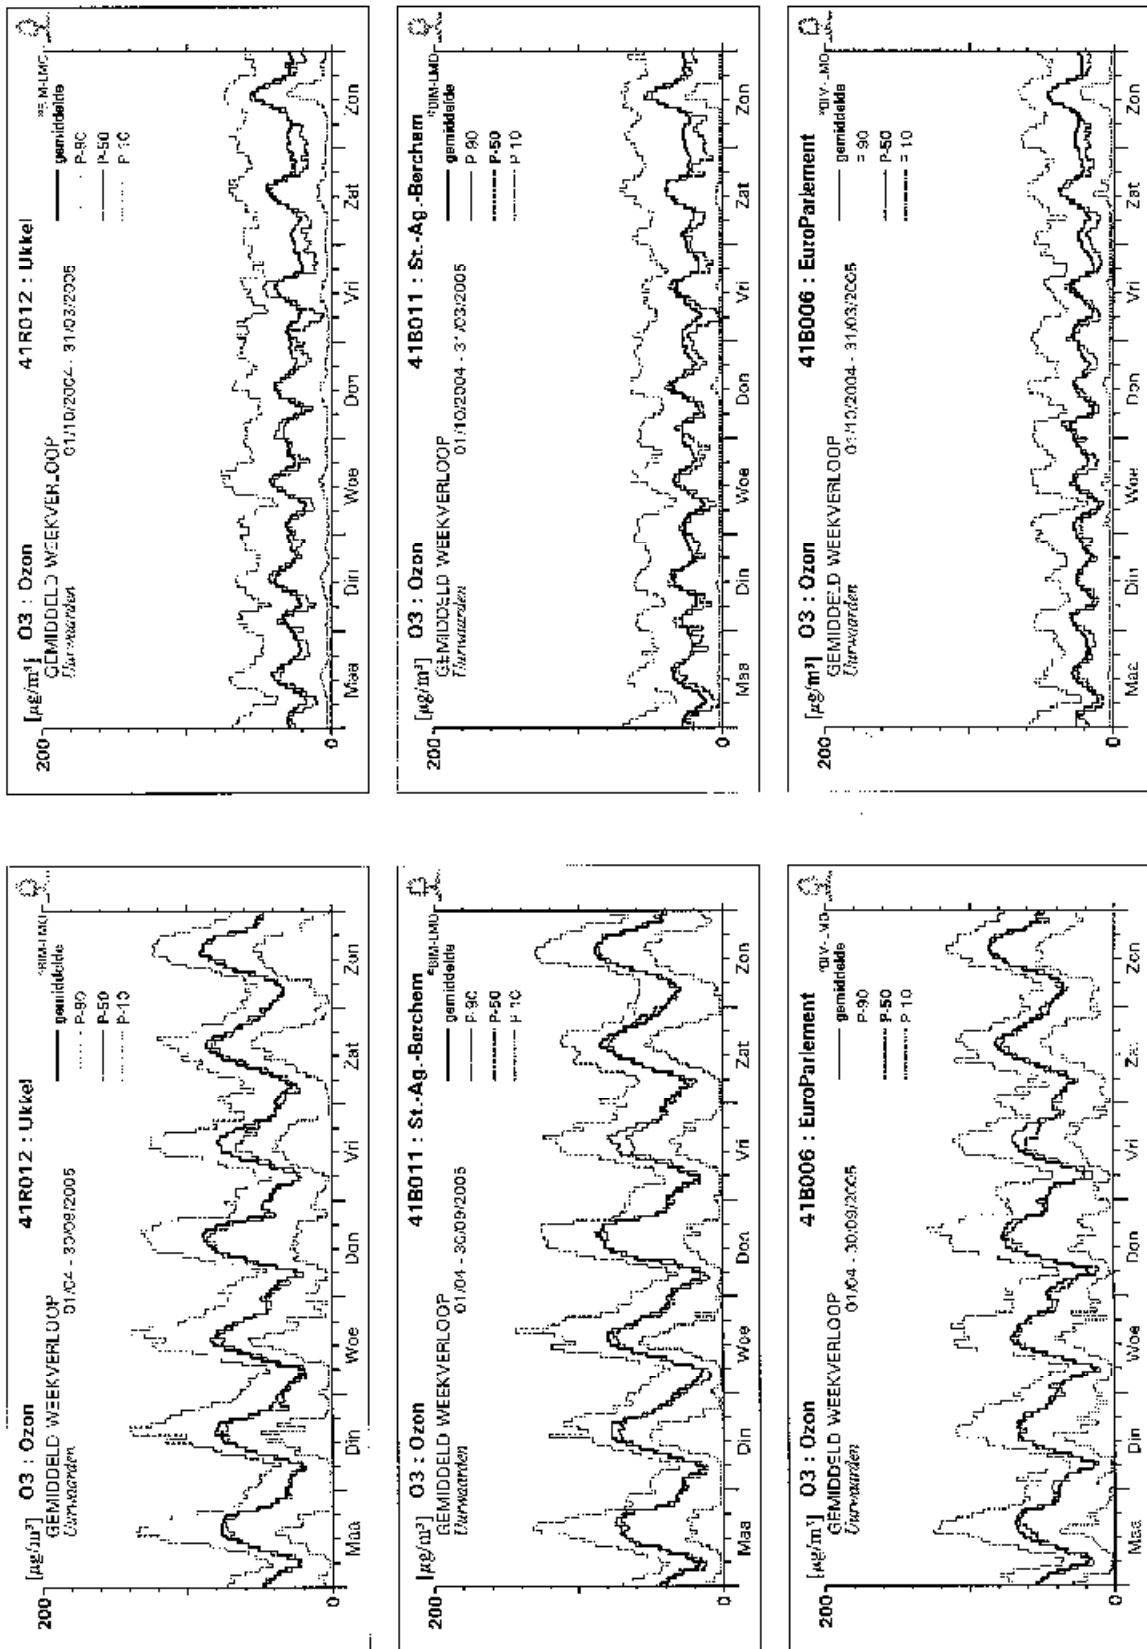 [µg/m³] O3 : Ozon 41R012 : Ukkel
200
GEMIDDELD WEEKVERLOOP 01/10/2004 - 31/03/2005
Uurwaarden
gemiddelde
P-90
P-50
P 10
0
Maa Din Woe Don Vri Zat Zon
[µg/m³] O3 : Ozon 41B011 : St.-Ag.-Berchem
200
GEMIDDELD WEEKVERLOOP 01/10/2004 - 31/03/2005
Uurwaarden
BIM-LMD
gemiddelde
P 90
P-50
P 10
0
Maa Din Woe Don Vri Zat Zon
[µg/m³] O3 : Ozon 41B006 : EuroParlement
200
GEMIDDELD WEEKVERLOOP 01/10/2004 - 31/03/2005
Uurwaarden
gemiddelde
P-50
0
Maa Din Woe Don Vri Zat Zon
[µg/m³] O3 : Ozon 41R012 : Ukkel
200
GEMIDDELD WEEKVERLOOP 01/04 - 30/09/2005
Uurwaarden
BIM-LMD
gemiddelde
P-90
P-50
P-10
0
Maa Din Woe Don Vri Zat Zon
[µg/m³] O3 : Ozon 41B011 : St.-Ag.-Berchem
200
GEMIDDELD WEEKVERLOOP 01/04 - 30/09/2005
Uurwaarden
BIM-LMD
gemiddelde
P-90
P-50
P 10
0
Maa Din Woe Don Vri Zat Zon
[µg/m³] O3 : Ozon 41B006 : EuroParlement
200
GEMIDDELD WEEKVERLOOP 01/04 - 30/09/2005
Uurwaarden
gemiddelde
P-90
P-50
P 10
0
Maa Din Woe Don Vri Zat Zon